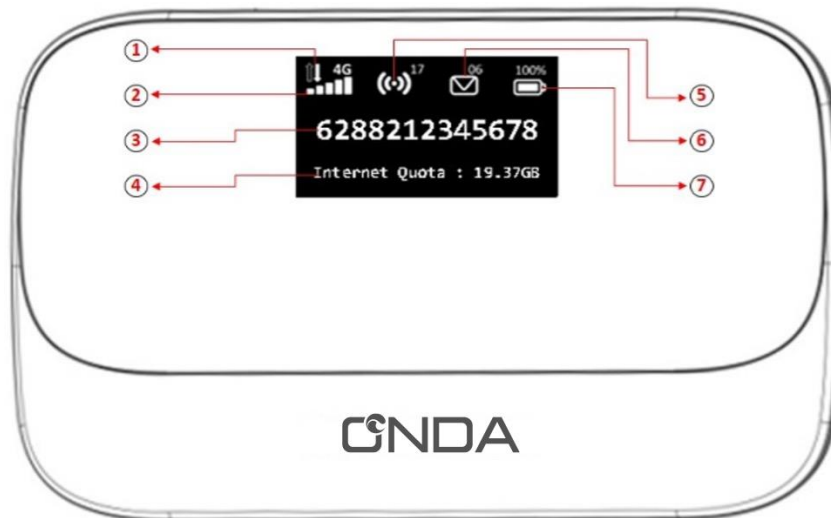 ①
②
③
④
4G 17 06 100%
6288212345678
Internet Quota : 19.37GB
⑤
⑥
⑦
ONDA